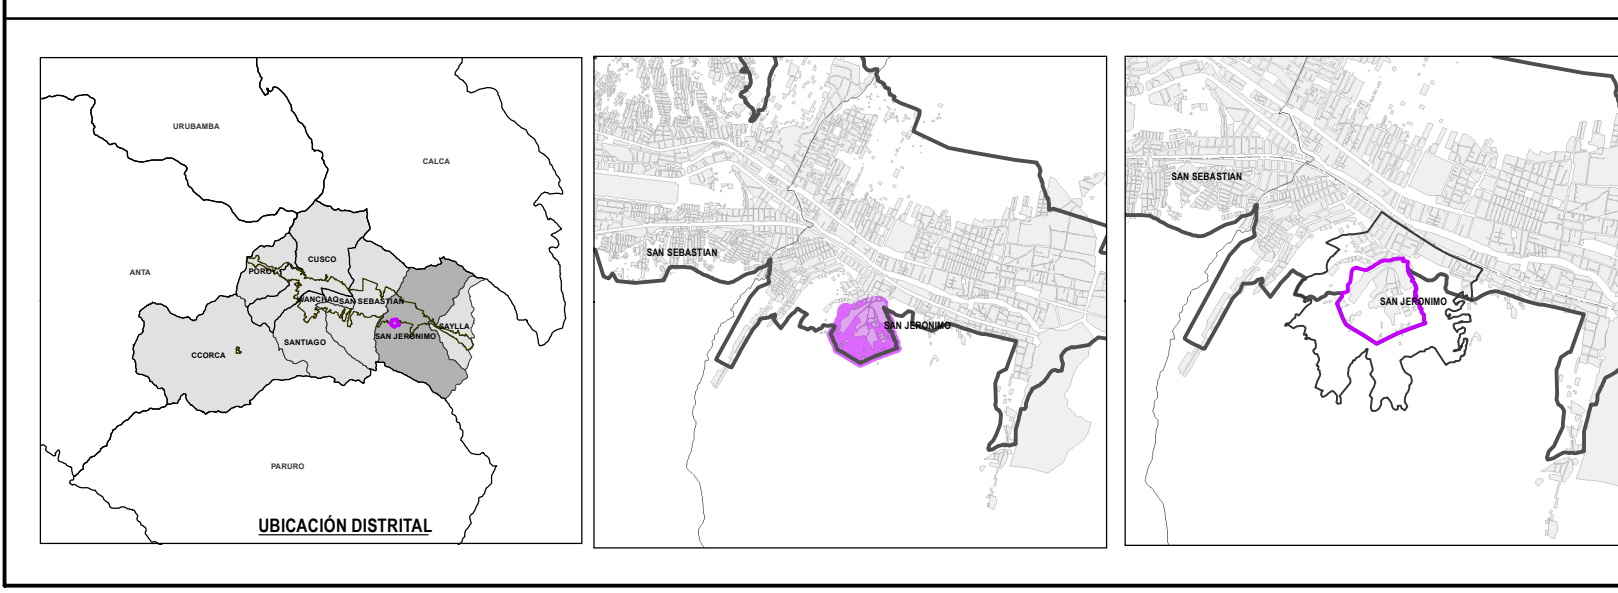 URUBAMBA
CALCA
ANTA
CUSCO
POROY
WANCHAQ
SAN SEBASTIAN
SAYLLA
SAN JERONIMO
SANTIAGO
CCORCA
PARURO
UBICACIÓN DISTRITAL
SAN SEBASTIAN
SAN JERONIMO
SAN SEBASTIAN
SAN JERONIMO